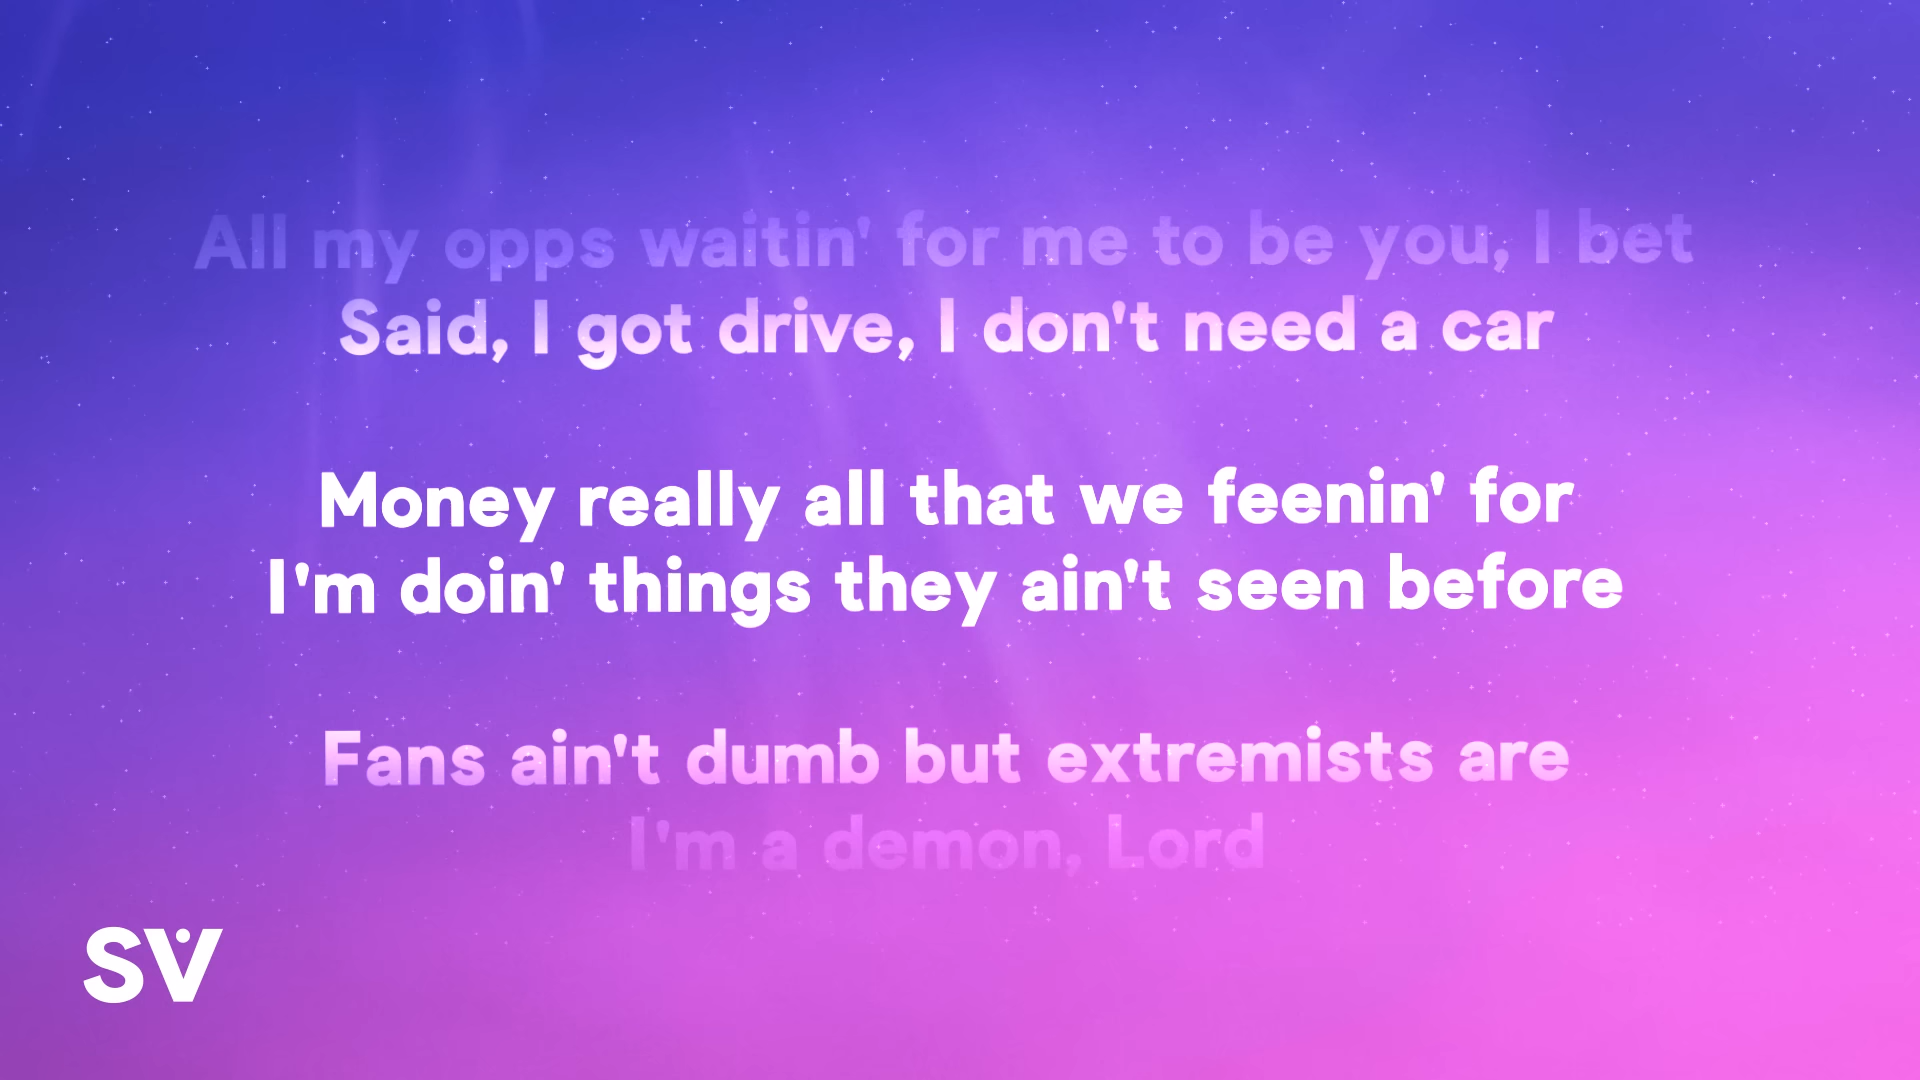 All my opps waitin' for me to be you, I bet
Said, I got drive, I don't need a car
Money really all that we feenin' for
I'm doin' things they ain't seen before
Fans ain't dumb but extremists are
I'm a demon, Lord
SV